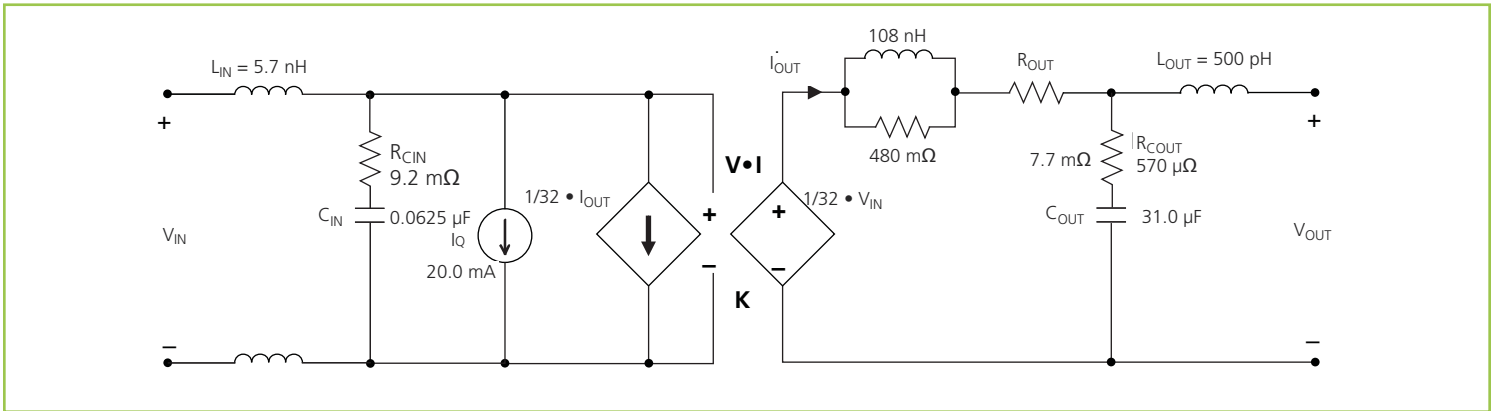 L_IN = 5.7 nH
108 nH
I_OUT
R_OUT
L_OUT = 500 pH
+
R_CIN
9.2 mΩ
480 mΩ
V•I
7.7 mΩ
R_COUT
570 µΩ
+
1/32 • I_OUT
1/32 • V_IN
C_IN
0.0625 µF
+
+
C_OUT
31.0 µF
V_IN
I_Q
V_OUT
20.0 mA
–
–
K
–
–